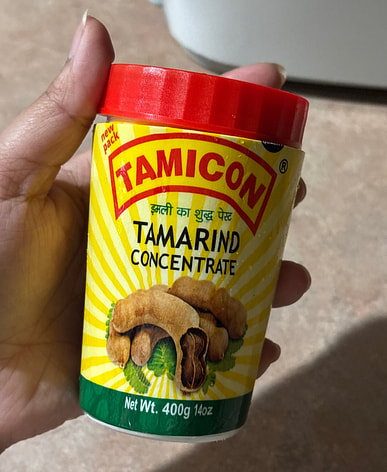 new
pack
TAMICON
®
इमली का शुद्ध पेस्ट
TAMARIND
CONCENTRATE
Net Wt. 400g 14oz